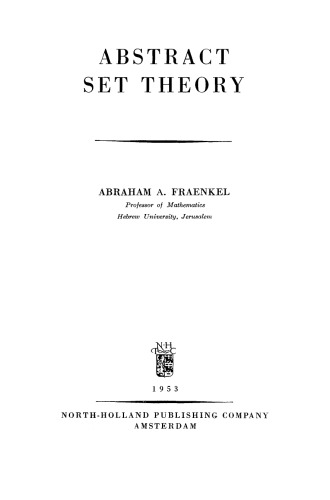 ABSTRACT
SET THEORY
ABRAHAM A. FRAENKEL
Professor of Mathematics
Hebrew University, Jerusalem
N·H
1953
NORTH-HOLLAND PUBLISHING COMPANY
AMSTERDAM